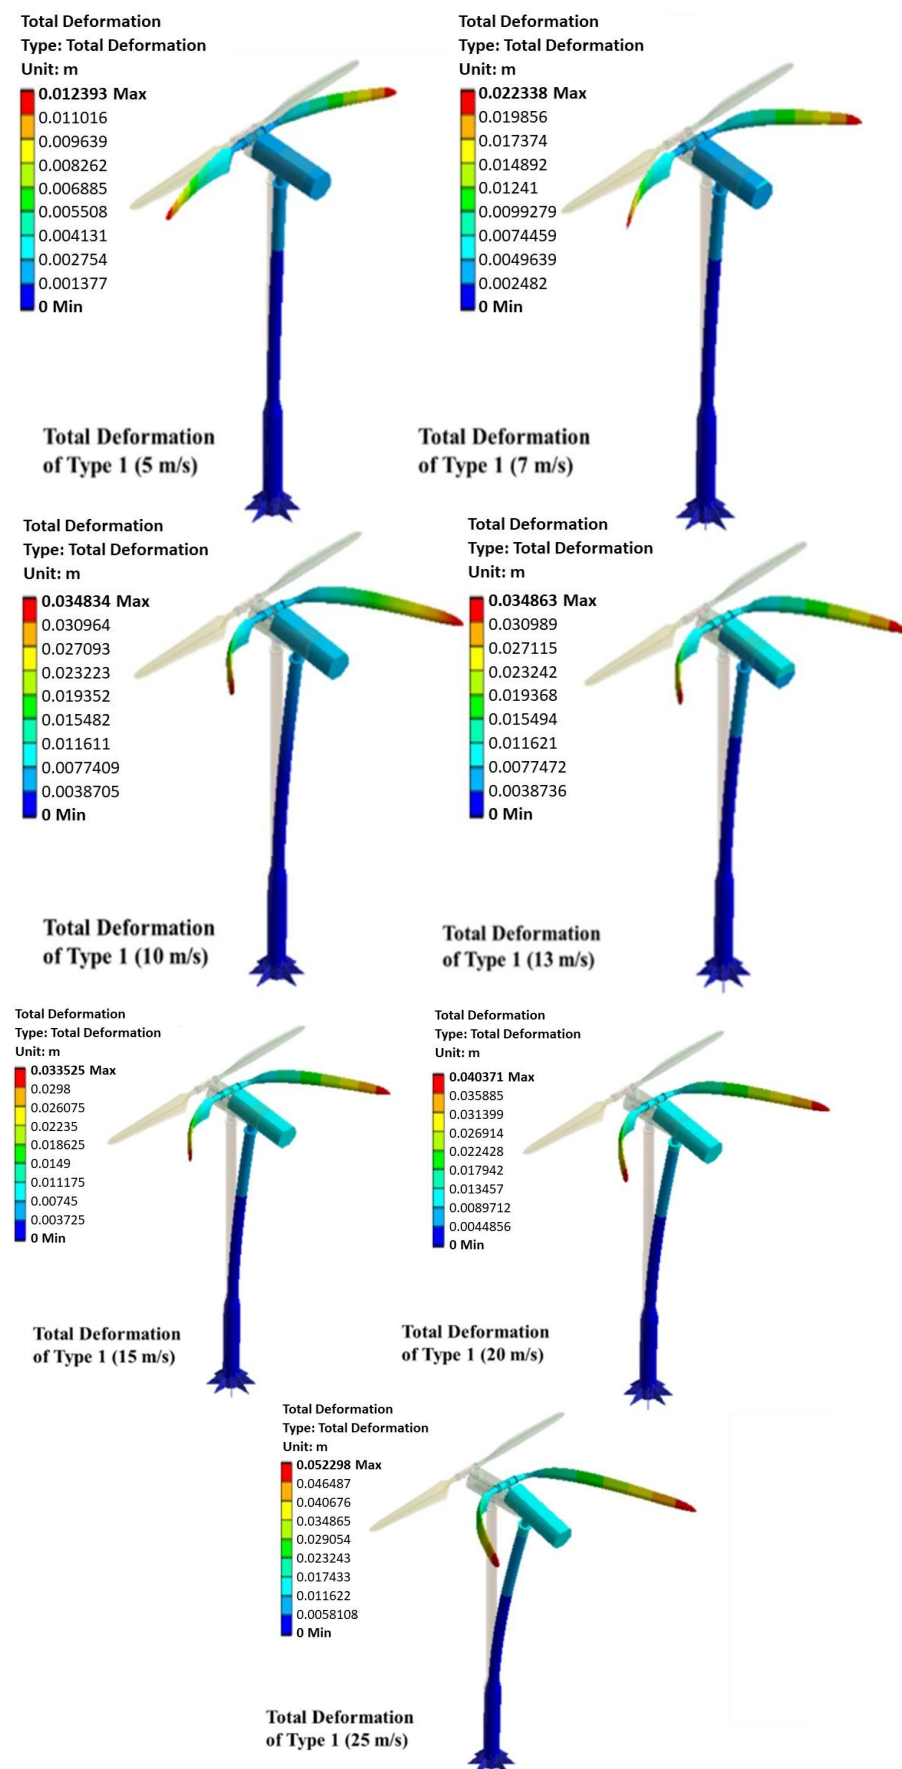 Total Deformation
Type: Total Deformation
Unit: m
0.012393 Max
0.011016
0.009639
0.008262
0.006885
0.005508
0.004131
0.002754
0.001377
0 Min
Total Deformation
of Type 1 (5 m/s)
Total Deformation
Type: Total Deformation
Unit: m
0.022338 Max
0.019856
0.017374
0.014892
0.01241
0.0099279
0.0074459
0.0049639
0.002482
0 Min
Total Deformation
of Type 1 (7 m/s)
Total Deformation
Type: Total Deformation
Unit: m
0.034834 Max
0.030964
0.027093
0.023223
0.019352
0.015482
0.011611
0.0077409
0.0038705
0 Min
Total Deformation
of Type 1 (10 m/s)
Total Deformation
Type: Total Deformation
Unit: m
0.034863 Max
0.030989
0.027115
0.023242
0.019368
0.015494
0.011621
0.0077472
0.0038736
0 Min
Total Deformation
of Type 1 (13 m/s)
Total Deformation
Type: Total Deformation
Unit: m
0.033525 Max
0.0298
0.026075
0.02235
0.018625
0.0149
0.011175
0.00745
0.003725
0 Min
Total Deformation
of Type 1 (15 m/s)
Total Deformation
Type: Total Deformation
Unit: m
0.040371 Max
0.035885
0.031399
0.026914
0.022428
0.017942
0.013457
0.0089712
0.0044856
0 Min
Total Deformation
of Type 1 (20 m/s)
Total Deformation
Type: Total Deformation
Unit: m
0.052298 Max
0.046487
0.040676
0.034865
0.029054
0.023243
0.017433
0.011622
0.0058108
0 Min
Total Deformation
of Type 1 (25 m/s)